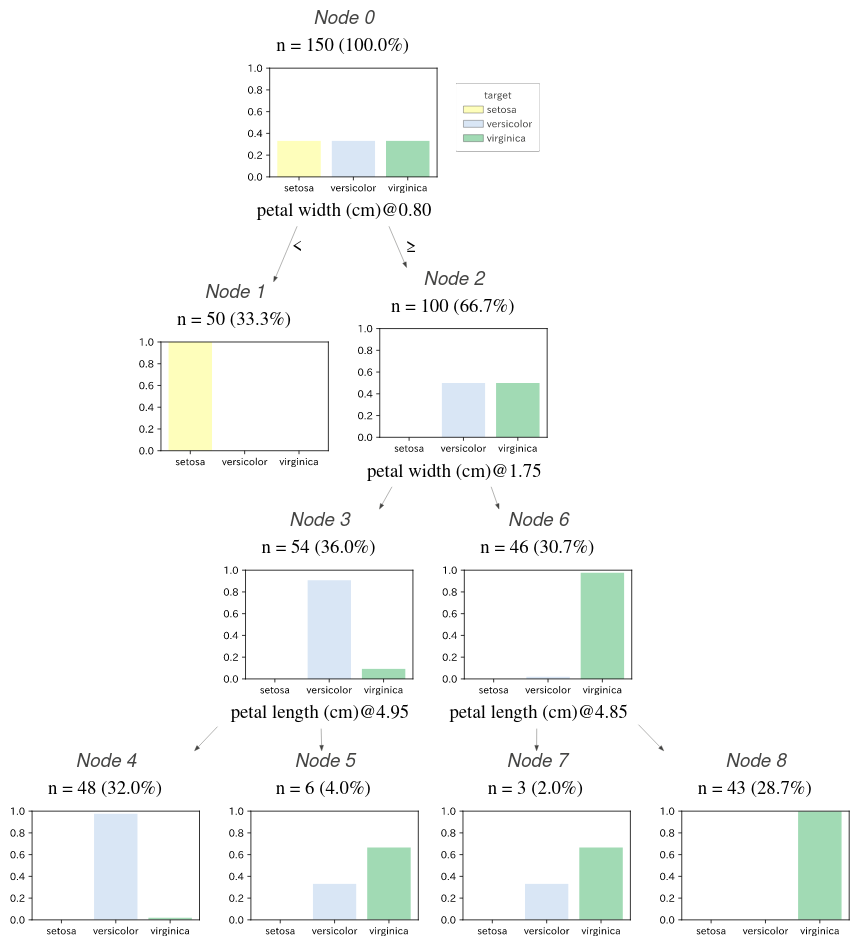 Node 0
n = 150 (100.0%)
1.0
0.8
0.6
0.4
0.2
0.0
setosa versicolor virginica
target
setosa
versicolor
virginica
petal width (cm)@0.80
< ≥
Node 1
n = 50 (33.3%)
1.0
0.8
0.6
0.4
0.2
0.0
setosa versicolor virginica
Node 2
n = 100 (66.7%)
1.0
0.8
0.6
0.4
0.2
0.0
setosa versicolor virginica
petal width (cm)@1.75
Node 3
n = 54 (36.0%)
1.0
0.8
0.6
0.4
0.2
0.0
setosa versicolor virginica
petal length (cm)@4.95
Node 6
n = 46 (30.7%)
1.0
0.8
0.6
0.4
0.2
0.0
setosa versicolor virginica
petal length (cm)@4.85
Node 4
n = 48 (32.0%)
1.0
0.8
0.6
0.4
0.2
0.0
setosa versicolor virginica
Node 5
n = 6 (4.0%)
1.0
0.8
0.6
0.4
0.2
0.0
setosa versicolor virginica
Node 7
n = 3 (2.0%)
1.0
0.8
0.6
0.4
0.2
0.0
setosa versicolor virginica
Node 8
n = 43 (28.7%)
1.0
0.8
0.6
0.4
0.2
0.0
setosa versicolor virginica